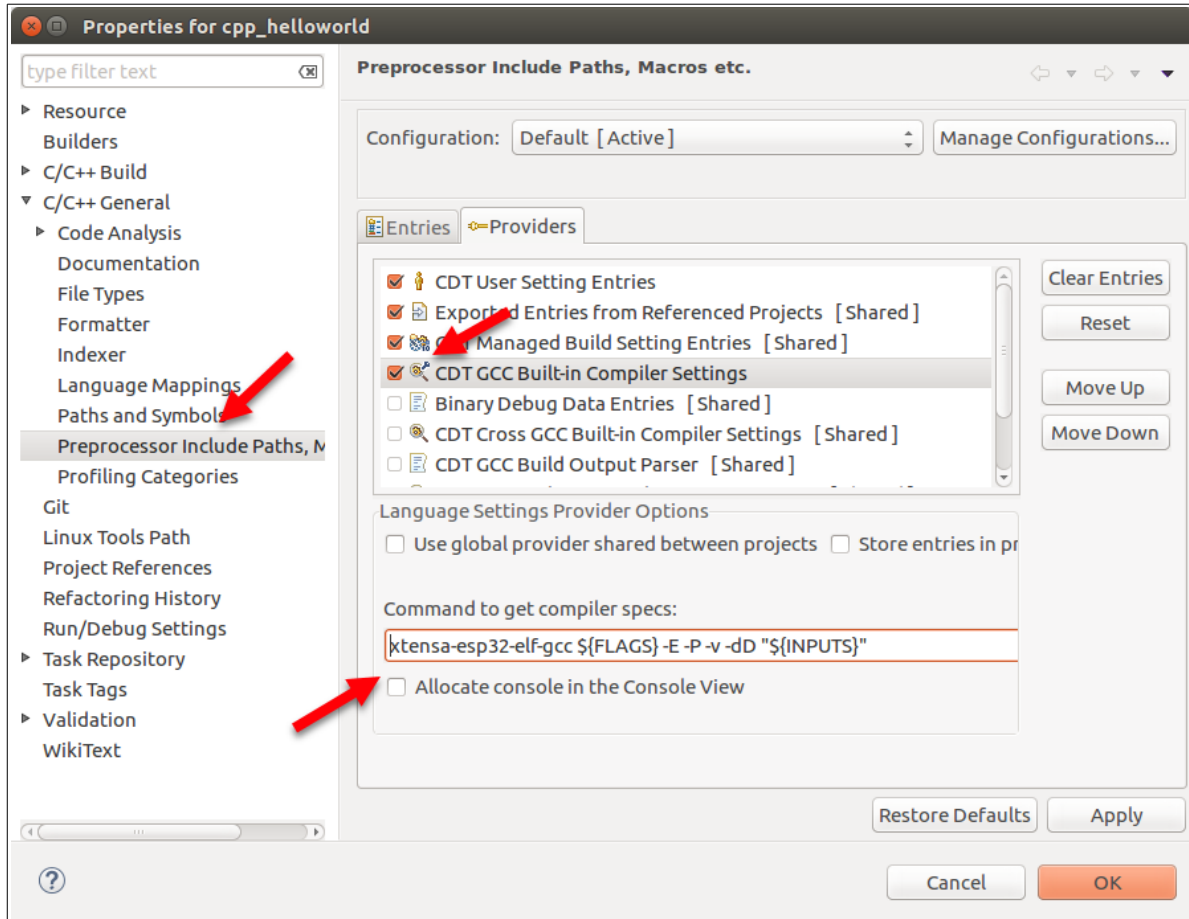 Properties for cpp_helloworld
type filter text
Resource
Builders
C/C++ Build
C/C++ General
Code Analysis
Documentation
File Types
Formatter
Indexer
Language Mappings
Paths and Symbols
Preprocessor Include Paths, M
Profiling Categories
Git
Linux Tools Path
Project References
Refactoring History
Run/Debug Settings
Task Repository
Task Tags
Validation
WikiText
Preprocessor Include Paths, Macros etc.
Configuration: Default [ Active ] Manage Configurations...
Entries Providers
CDT User Setting Entries
Exported Entries from Referenced Projects [ Shared ]
Managed Build Setting Entries [ Shared ]
CDT GCC Built-in Compiler Settings
Binary Debug Data Entries [ Shared ]
CDT Cross GCC Built-in Compiler Settings [ Shared ]
CDT GCC Build Output Parser [ Shared ]
Clear Entries
Reset
Move Up
Move Down
Language Settings Provider Options
Use global provider shared between projects Store entries in pr
Command to get compiler specs:
xtensa-esp32-elf-gcc ${FLAGS} -E -P -v -dD "${INPUTS}"
Allocate console in the Console View
Restore Defaults Apply
Cancel OK